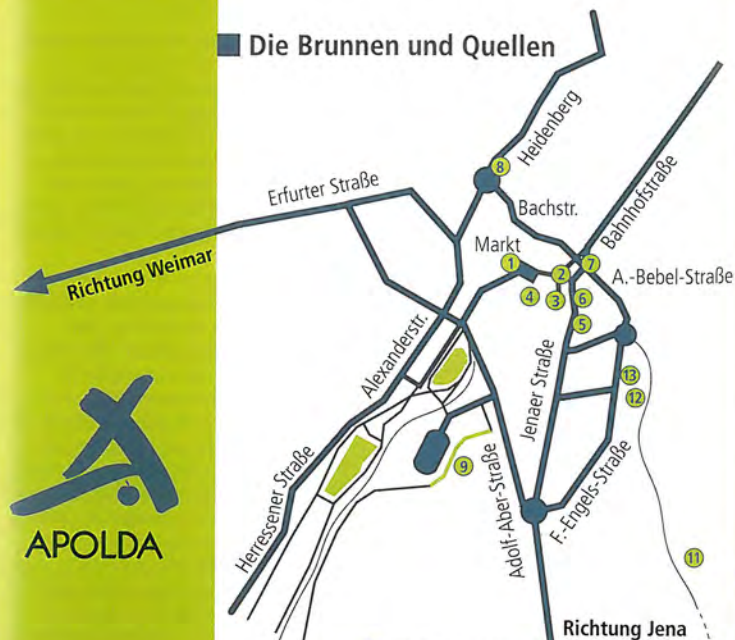 Die Brunnen und Quellen
Heidenberg
8
Erfurter Straße
Bachstr.
Bahnhofstraße
Markt
1
2
7
A.-Bebel-Straße
Richtung Weimar
4
3
6
5
Alexanderstr.
Jenaer Straße
13
12
9
Herressener Straße
Adolf-Aber-Straße
F.-Engels-Straße
APOLDA
11
Richtung Jena